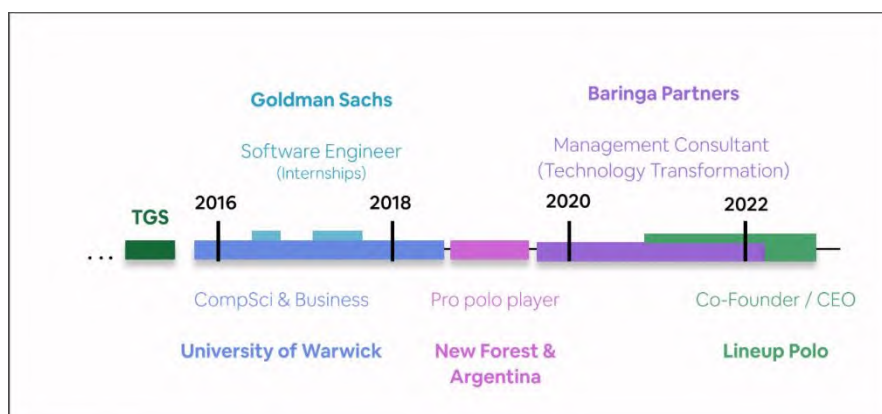 Goldman Sachs
Baringa Partners
Software Engineer
(Internships)
Management Consultant
(Technology Transformation)
TGS
2016
2018
2020
2022
...
CompSci & Business
Pro polo player
Co-Founder / CEO
University of Warwick
New Forest &
Argentina
Lineup Polo